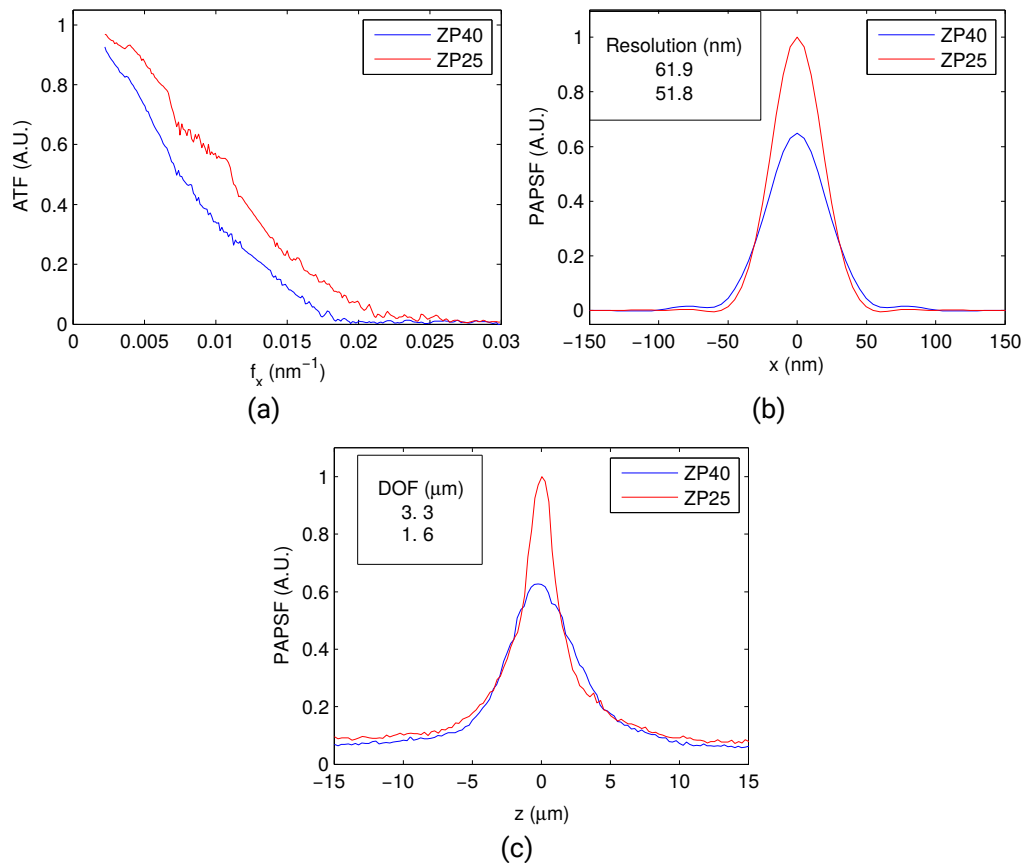 ATF (A.U.)
1
0.8
0.6
0.4
0.2
0
0 0.005 0.01 0.015 0.02 0.025 0.03
f_x (nm⁻¹)
ZP40
ZP25
(a)
PAPSF (A.U.)
1
0.8
0.6
0.4
0.2
0
−150 −100 −50 0 50 100 150
x (nm)
Resolution (nm)
61.9
51.8
ZP40
ZP25
(b)
PAPSF (A.U.)
1
0.8
0.6
0.4
0.2
0
−15 −10 −5 0 5 10 15
z (μm)
DOF (μm)
3. 3
1. 6
ZP40
ZP25
(c)